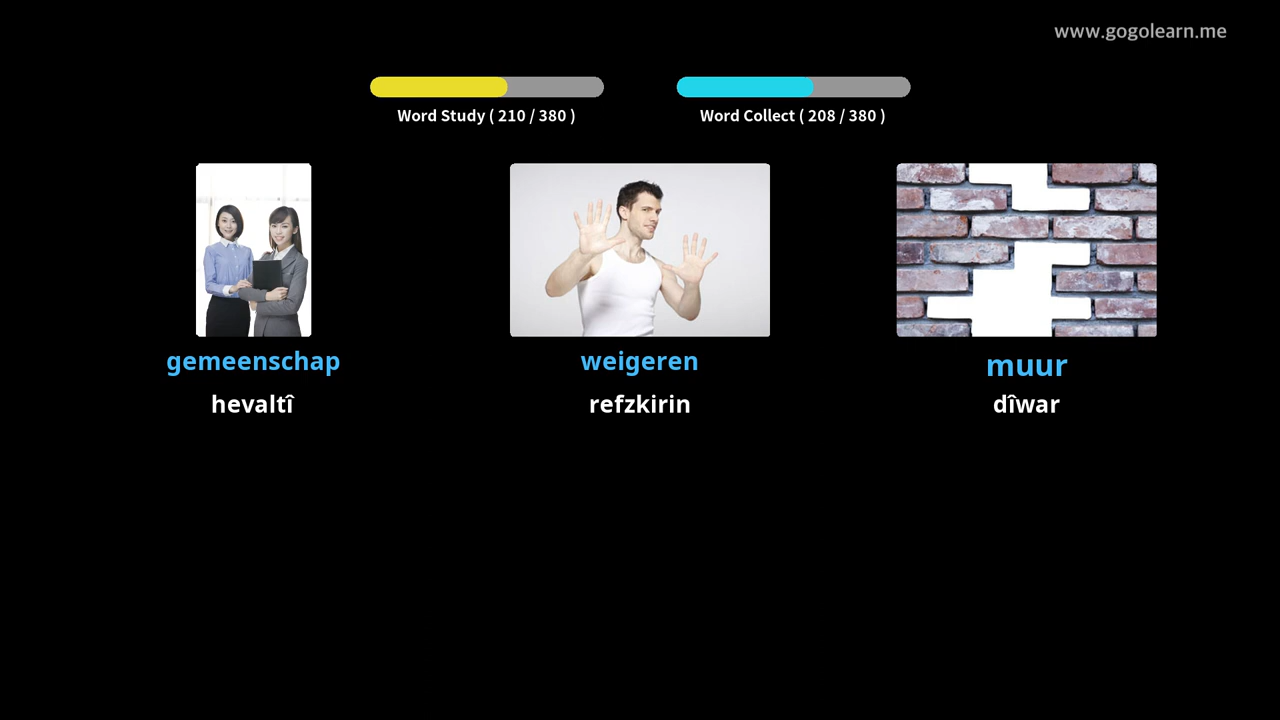 www.gogolearn.me
Word Study ( 210 / 380 )
Word Collect ( 208 / 380 )
gemeenschap
weigeren
muur
hevaltî
refzkirin
dîwar